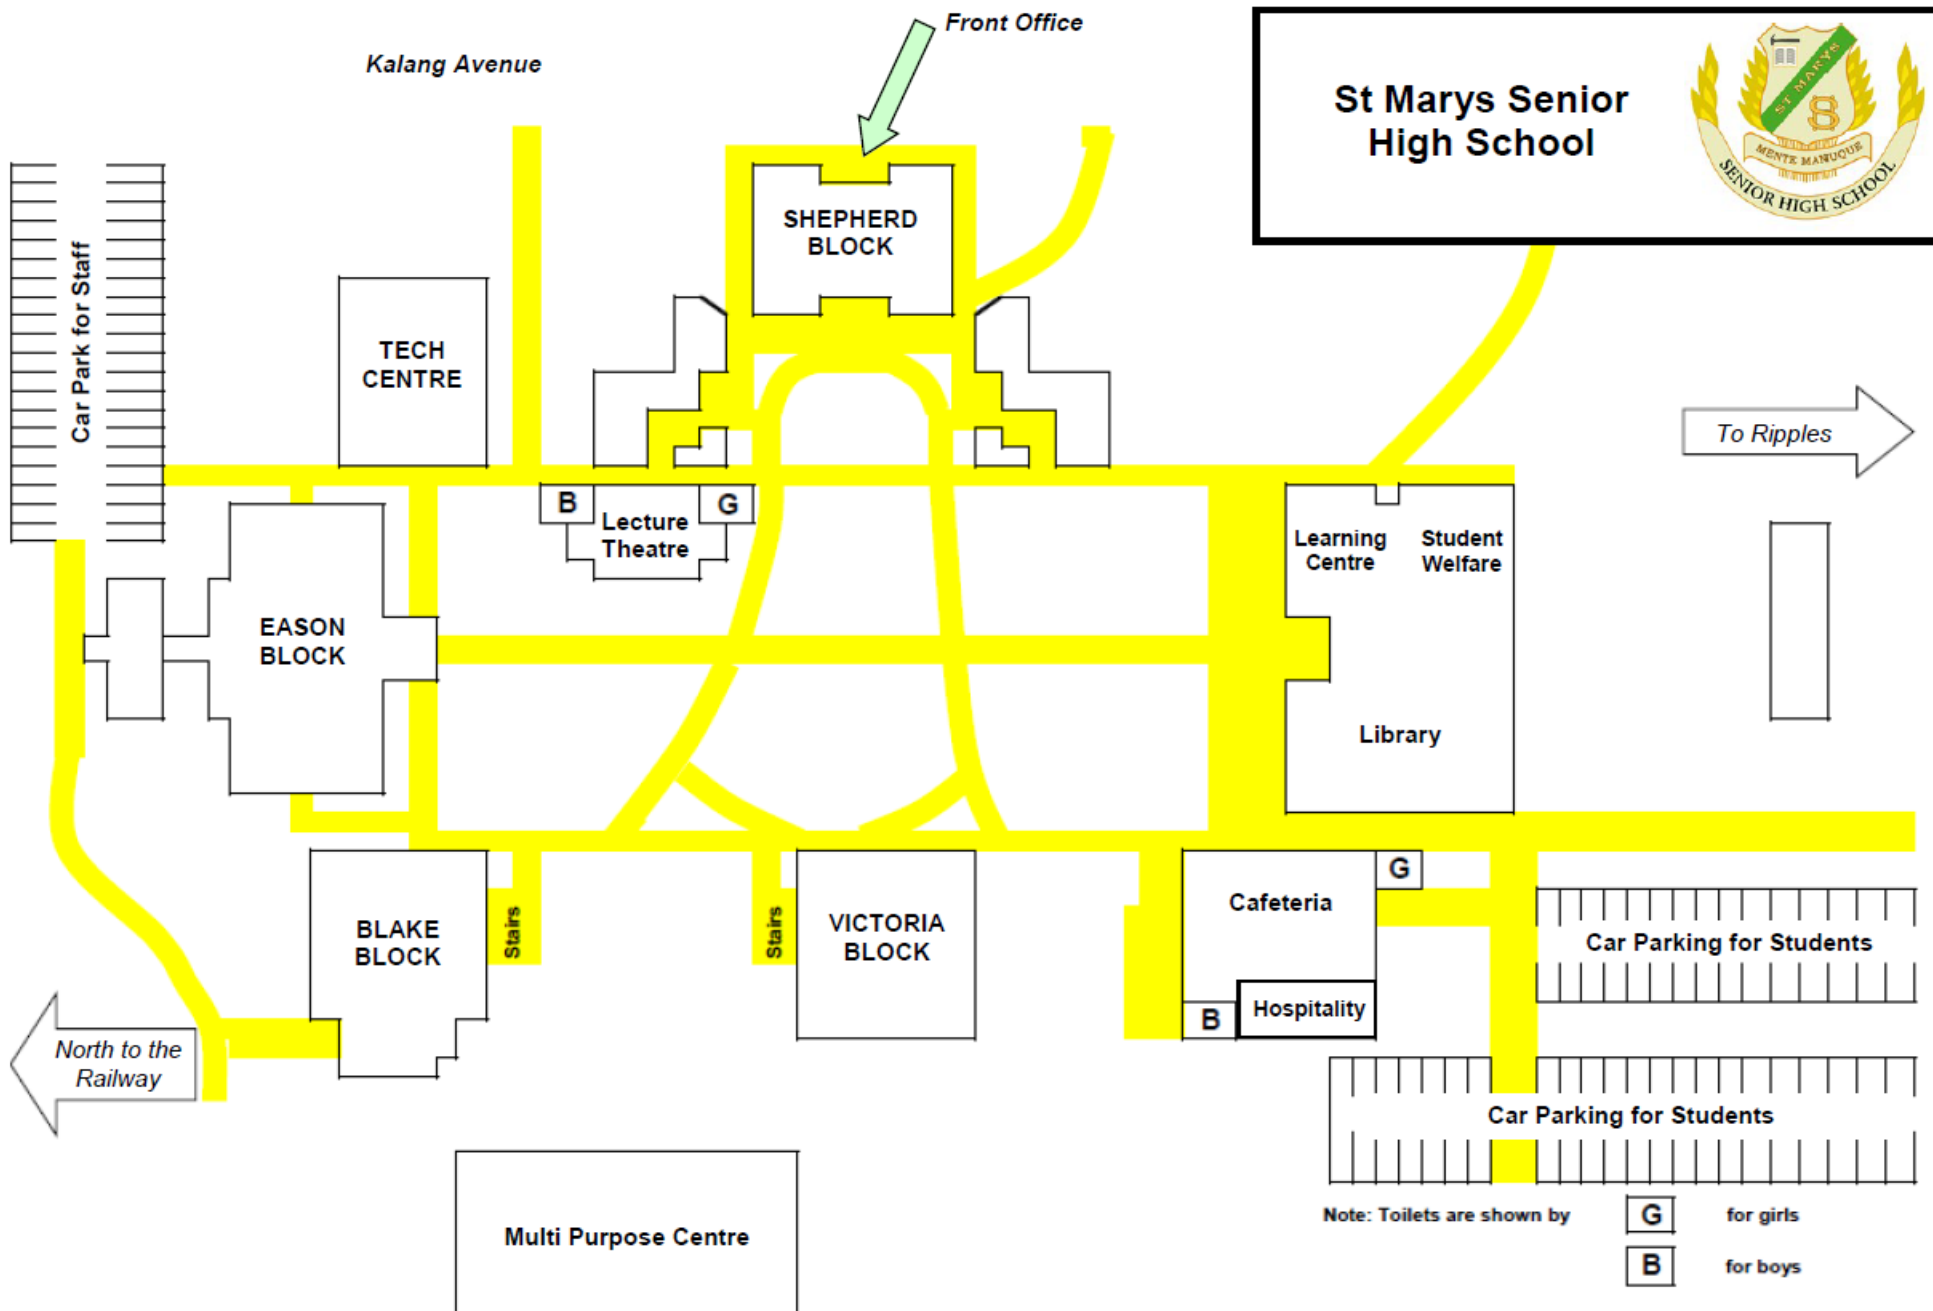 Front Office
Kalang Avenue
St Marys Senior
High School
ST MARYS
S
MENTE MANUQUE
SENIOR HIGH SCHOOL
Car Park for Staff
SHEPHERD
BLOCK
TECH
CENTRE
To Ripples
B
G
Lecture
Theatre
Learning
Centre
Student
Welfare
EASON
BLOCK
Library
BLAKE
BLOCK
Stairs
Stairs
VICTORIA
BLOCK
Cafeteria
G
Car Parking for Students
B
Hospitality
North to the
Railway
Car Parking for Students
Multi Purpose Centre
Note: Toilets are shown by
G
for girls
B
for boys